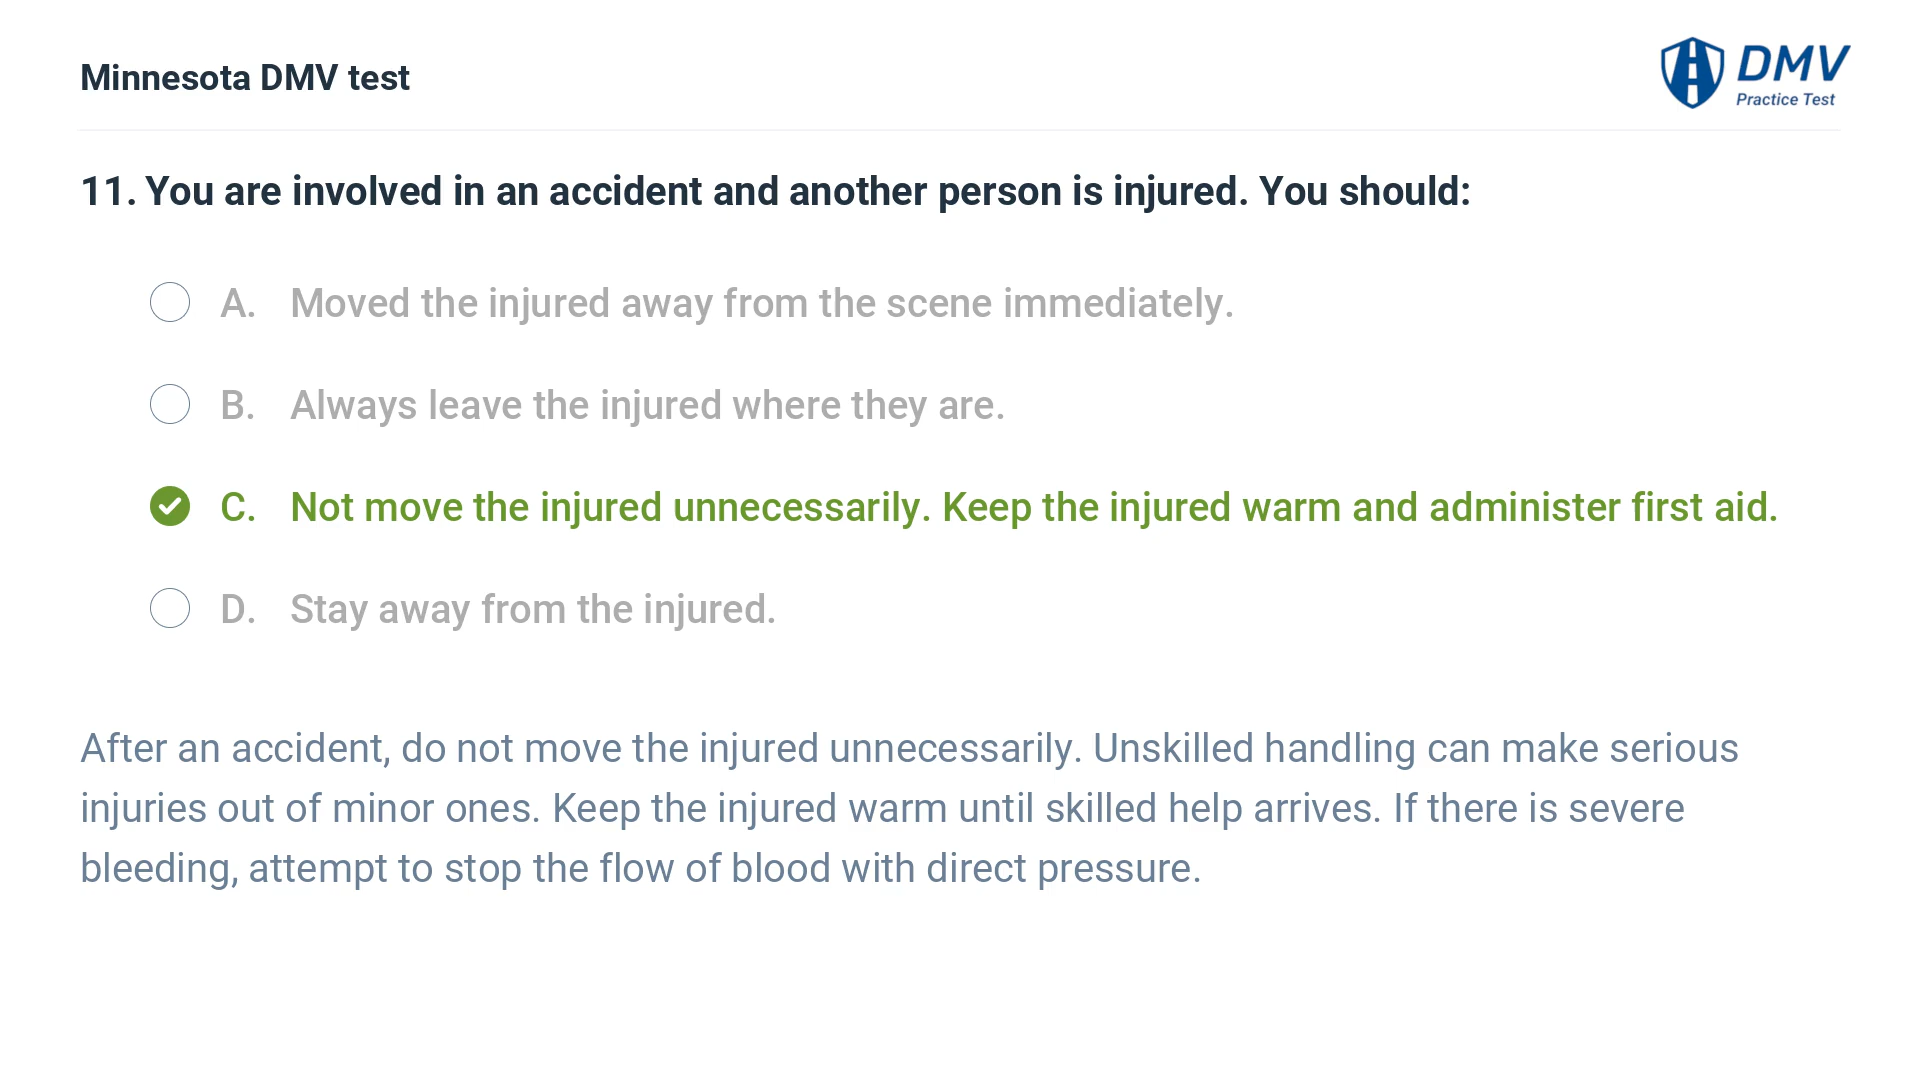 Minnesota DMV test
DMV
Practice Test
11. You are involved in an accident and another person is injured. You should:
A. Moved the injured away from the scene immediately.
B. Always leave the injured where they are.
C. Not move the injured unnecessarily. Keep the injured warm and administer first aid.
D. Stay away from the injured.
After an accident, do not move the injured unnecessarily. Unskilled handling can make serious
injuries out of minor ones. Keep the injured warm until skilled help arrives. If there is severe
bleeding, attempt to stop the flow of blood with direct pressure.